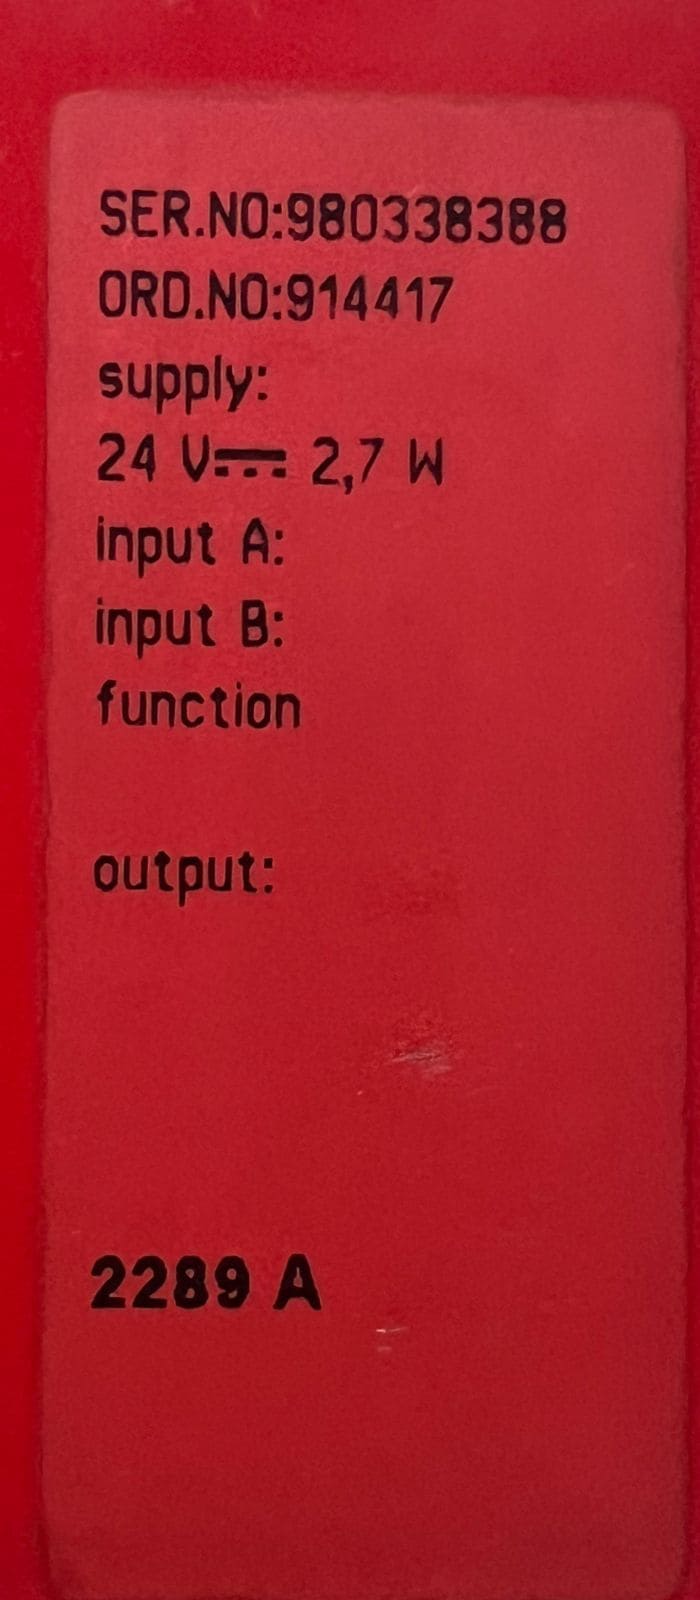 SER.NO:980338388
ORD.NO:914417
supply:
24 V⎓ 2,7 W
input A:
input B:
function
output:
2289 A